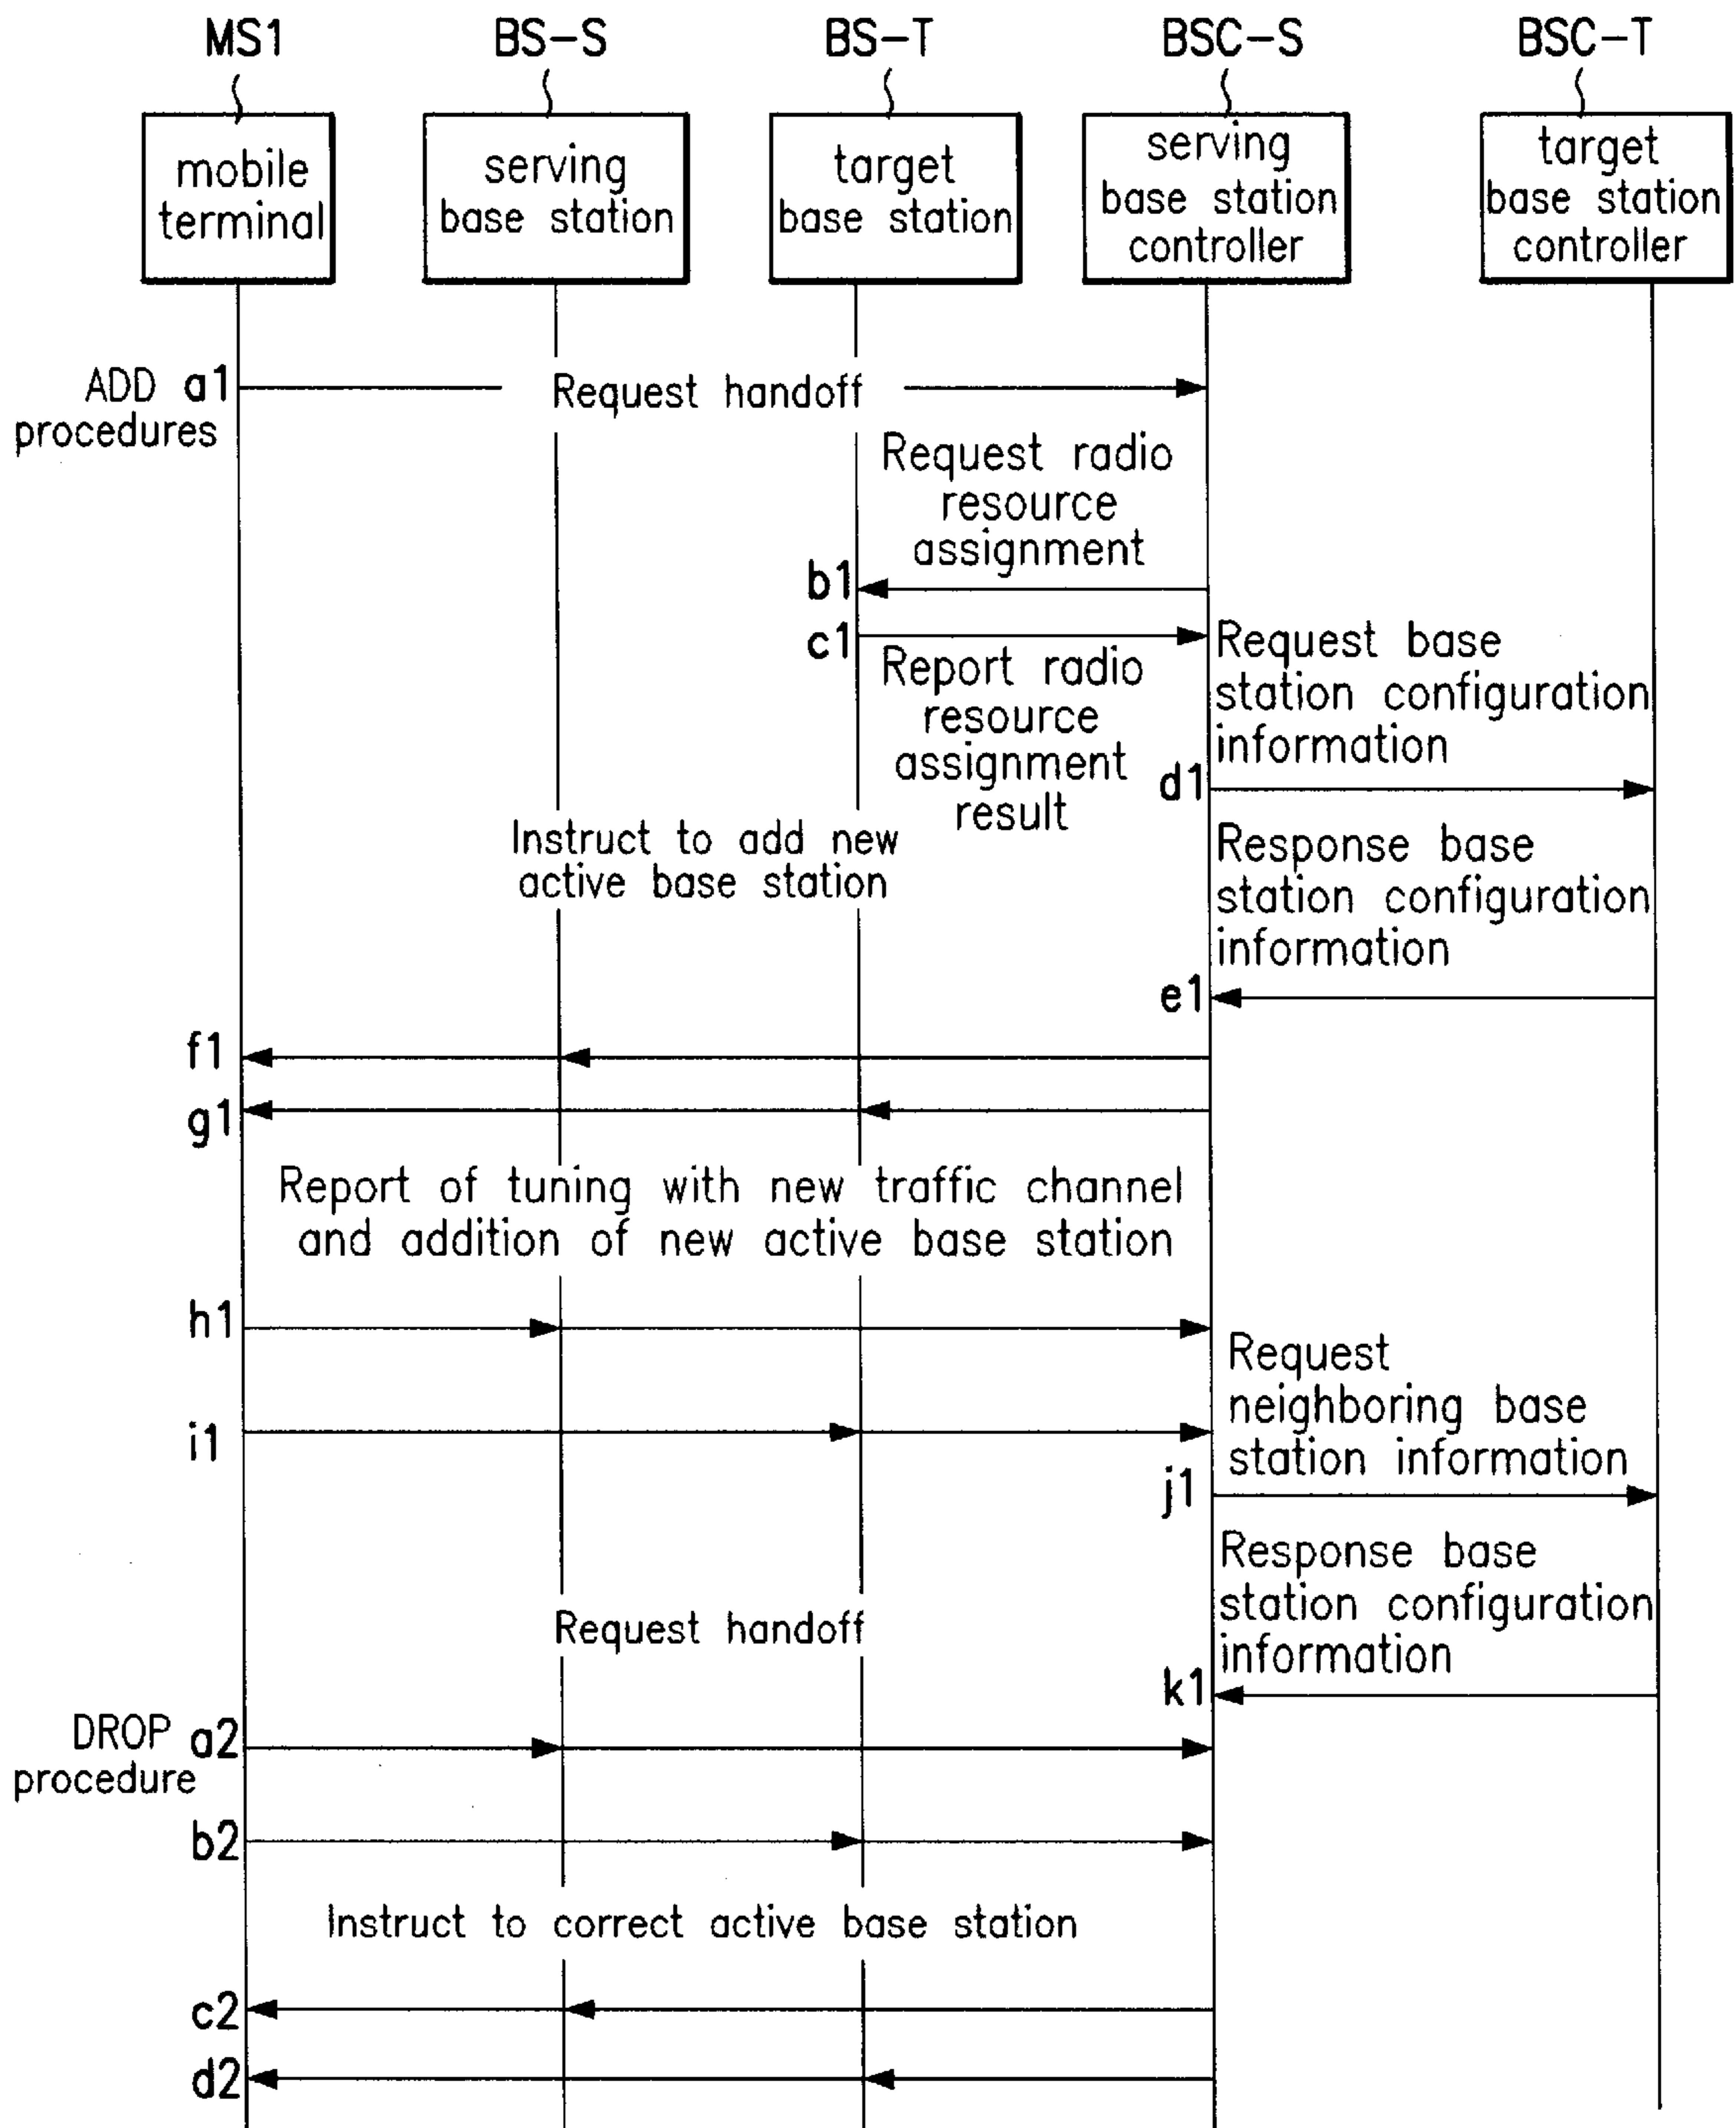 MS1 BS-S BS-T BSC-S BSC-T
mobile
terminal
serving
base station
target
base station
serving
base station
controller
target
base station
controller
ADD a1
procedures
Request handoff
Request radio
resource
assignment
b1
c1
Report radio
resource
assignment
result
Request base
station configuration
information
d1
Instruct to add new
active base station
Response base
station configuration
information
e1
f1
g1
Report of tuning with new traffic channel
and addition of new active base station
h1
i1
Request
neighboring base
station information
j1
Response base
station configuration
information
k1
Request handoff
DROP a2
procedure
b2
Instruct to correct active base station
c2
d2